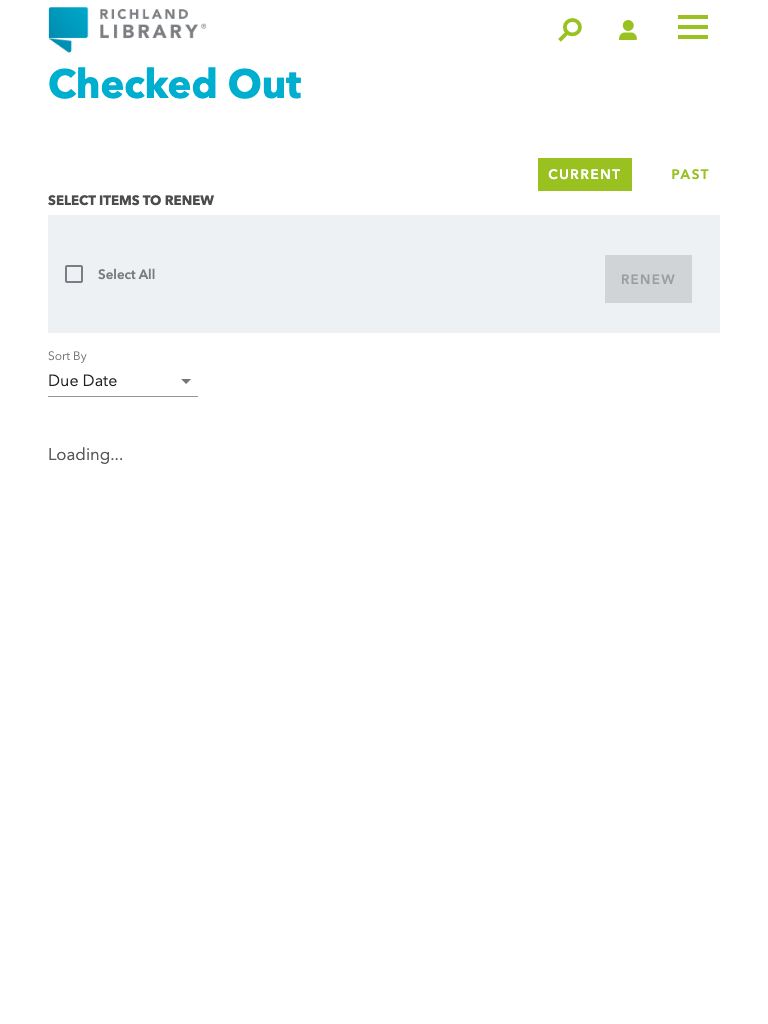 RICHLAND
LIBRARY®
Checked Out
CURRENT
PAST
SELECT ITEMS TO RENEW
Select All
RENEW
Sort By
Due Date
Loading...